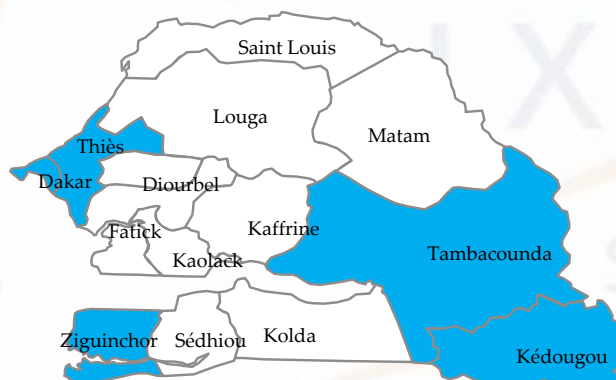 Saint Louis
Louga
Matam
Thiès
Dakar
Diourbel
Fatick
Kaffrine
Kaolack
Tambacounda
Ziguinchor
Sédhiou
Kolda
Kédougou